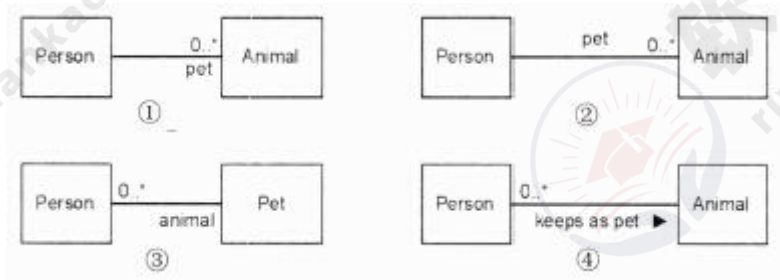 Person 0..* pet Animal
①
Person pet 0..* Animal
②
Person 0..* animal Pet
③
Person 0..* keeps as pet ► Animal
④